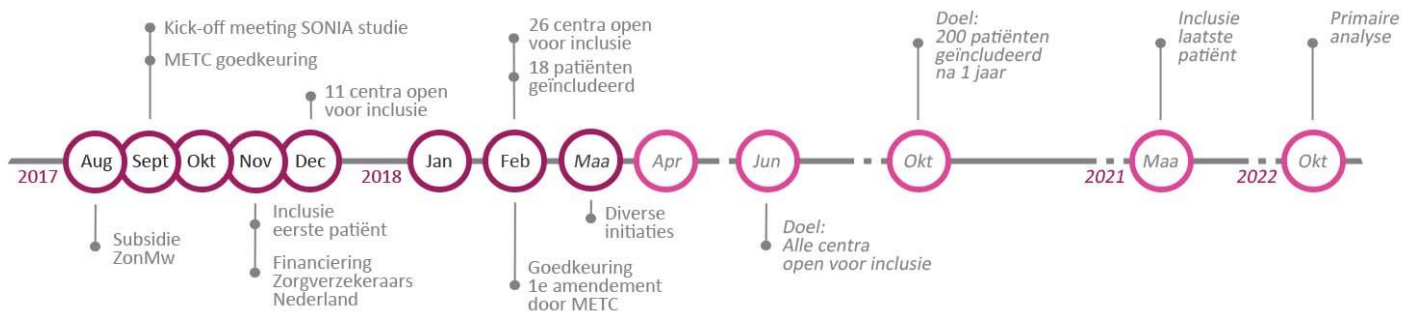 Kick-off meeting SONIA studie
METC goedkeuring
11 centra open
voor inclusie
26 centra open
voor inclusie
18 patiënten
geïncludeerd
Doel:
200 patiënten
geïncludeerd
na 1 jaar
Inclusie
laatste
patiënt
Primaire
analyse
2017
Aug
Sept
Okt
Nov
Dec
2018
Jan
Feb
Maa
Apr
Jun
Okt
2021
Maa
2022
Okt
Subsidie
ZonMw
Inclusie
eerste patiënt
Financiering
Zorgverzekeraars
Nederland
Goedkeuring
1e amendement
door METC
Diverse
initiaties
Doel:
Alle centra
open voor inclusie